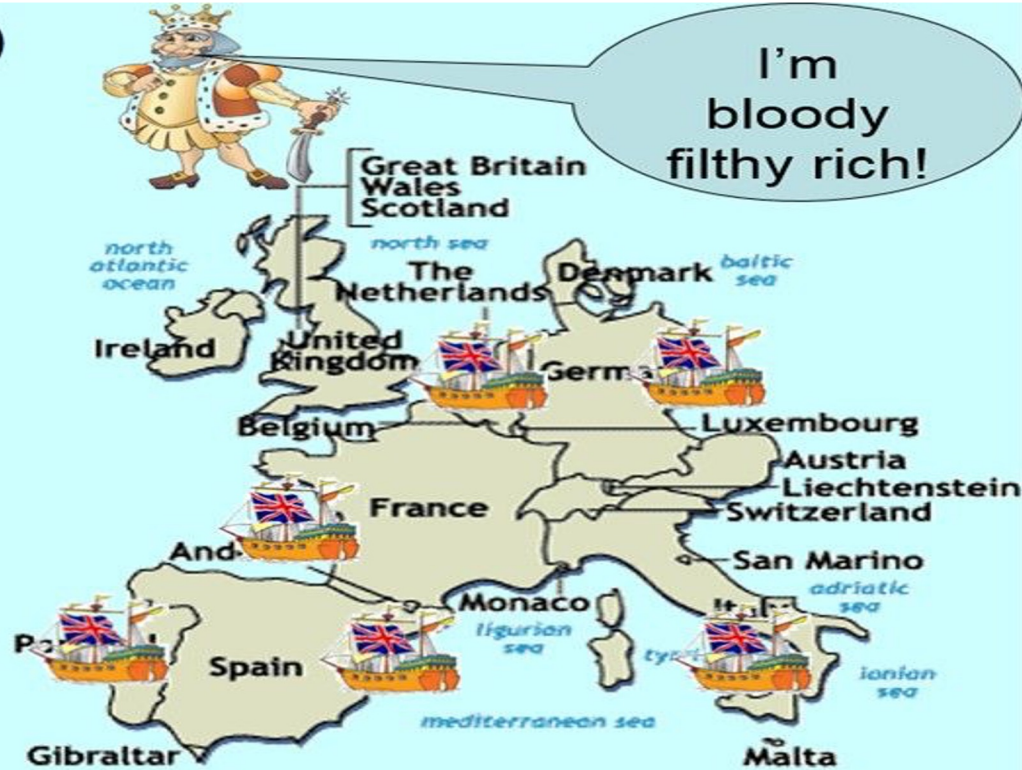 I'm
bloody
filthy rich!
Great Britain
Wales
Scotland
north
atlantic
ocean
north sea
The
Netherlands
Denmark
baltic
sea
Ireland
United
Kingdom
Germ
Belgium
Luxembourg
Austria
Liechtenstein
Switzerland
France
And
San Marino
Monaco
adriatic
sea
ligurian
sea
Spain
ionian
sea
mediterranean sea
Gibraltar
Malta